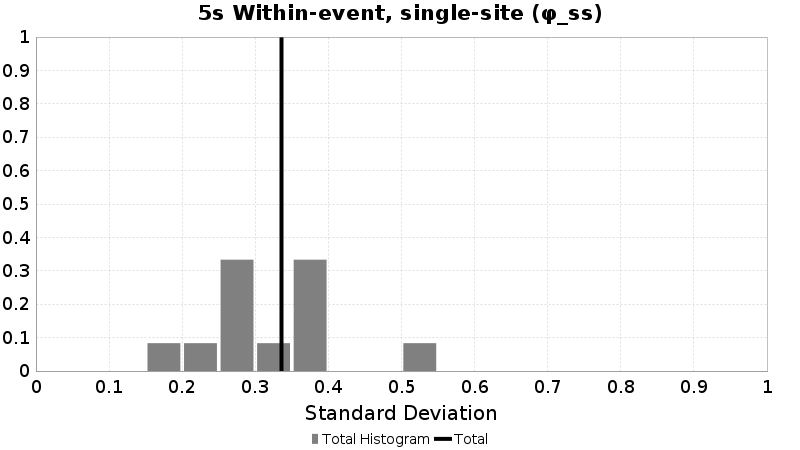 5s Within-event, single-site (φ_ss)
1
0.9
0.8
0.7
0.6
0.5
0.4
0.3
0.2
0.1
0
0 0.1 0.2 0.3 0.4 0.5 0.6 0.7 0.8 0.9 1
Standard Deviation
Total Histogram Total